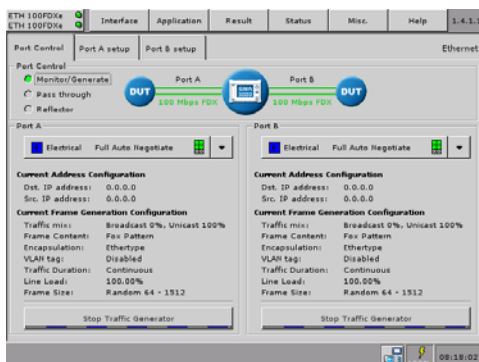 ETH 100FDXe
ETH 100FDXe
Interface Application Result Status Misc. Help 1.4.1.1
Port Control Port A setup Port B setup Ethernet
Port Control
Monitor/Generate
Pass through
Reflector
DUT Port A Port B DUT
100 Mbps FDX 100 Mbps FDX
Port A
Electrical Full Auto Negotiate
Current Address Configuration
Dst. IP address: 0.0.0.0
Src. IP address: 0.0.0.0
Current Frame Generation Configuration
Traffic mix: Broadcast 0%, Unicast 100%
Frame Content: Fox Pattern
Encapsulation: Ethertype
VLAN tag: Disabled
Traffic Duration: Continuous
Line Load: 100.00%
Frame Size: Random 64 - 1512
Stop Traffic Generator
Port B
Electrical Full Auto Negotiate
Current Address Configuration
Dst. IP address: 0.0.0.0
Src. IP address: 0.0.0.0
Current Frame Generation Configuration
Traffic mix: Broadcast 0%, Unicast 100%
Frame Content: Fox Pattern
Encapsulation: Ethertype
VLAN tag: Disabled
Traffic Duration: Continuous
Line Load: 100.00%
Frame Size: Random 64 - 1512
Stop Traffic Generator
08:18:02